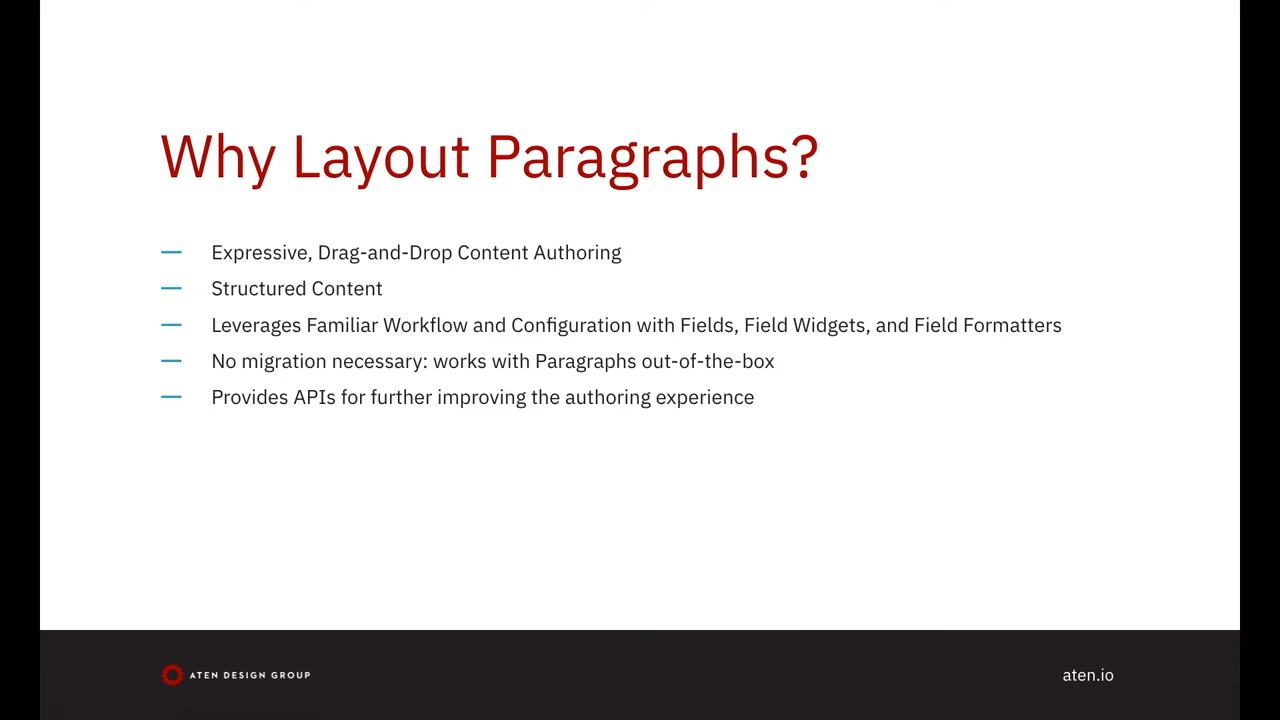 Why Layout Paragraphs?
— Expressive, Drag-and-Drop Content Authoring
— Structured Content
— Leverages Familiar Workflow and Configuration with Fields, Field Widgets, and Field Formatters
— No migration necessary: works with Paragraphs out-of-the-box
— Provides APIs for further improving the authoring experience
ATEN DESIGN GROUP
aten.io